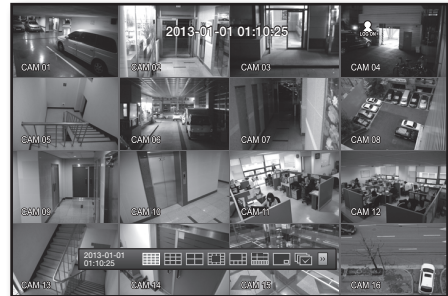 2013-01-01 01:10:25
LOG ON
CAM 01
CAM 02
CAM 03
CAM 04
CAM 05
CAM 06
CAM 07
CAM 08
CAM 09
CAM 10
CAM 11
CAM 12
2013-01-01
01:10:25
CAM 13
CAM 14
CAM 15
CAM 16